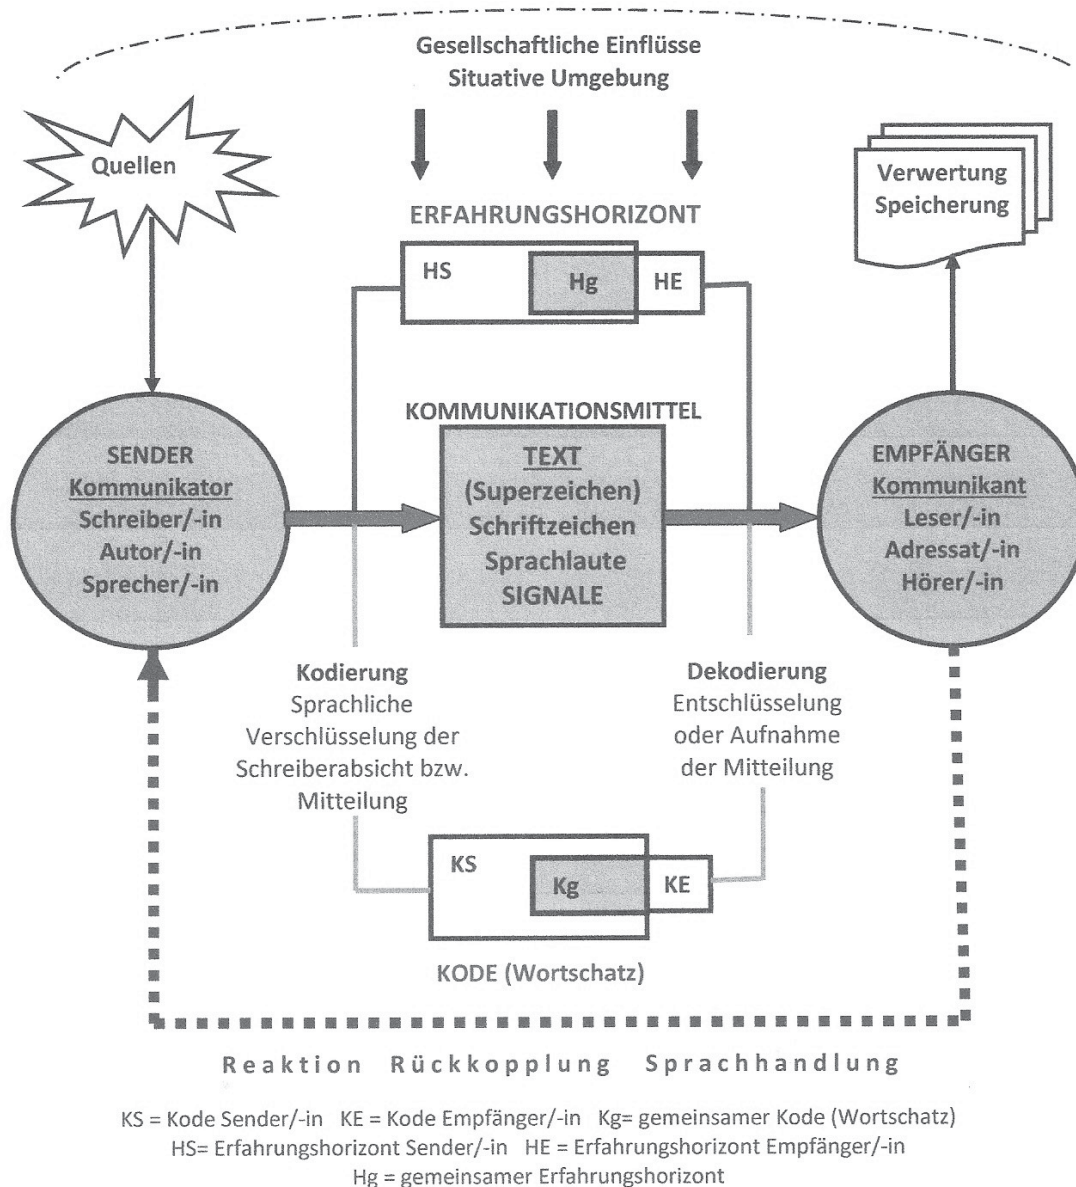 Gesellschaftliche Einflüsse
Situative Umgebung
Quellen
Verwertung
Speicherung
ERFAHRUNGSHORIZONT
HS
Hg
HE
SENDER
Kommunikator
Schreiber/-in
Autor/-in
Sprecher/-in
KOMMUNIKATIONSMITTEL
TEXT
(Superzeichen)
Schriftzeichen
Sprachlaute
SIGNALE
EMPFÄNGER
Kommunikant
Leser/-in
Adressat/-in
Hörer/-in
Kodierung
Sprachliche
Verschlüsselung der
Schreiberabsicht bzw.
Mitteilung
Dekodierung
Entschlüsselung
oder Aufnahme
der Mitteilung
KS
Kg
KE
KODE (Wortschatz)
Reaktion Rückkopplung Sprachhandlung
KS = Kode Sender/-in KE = Kode Empfänger/-in Kg= gemeinsamer Kode (Wortschatz)
HS= Erfahrungshorizont Sender/-in HE = Erfahrungshorizont Empfänger/-in
Hg = gemeinsamer Erfahrungshorizont